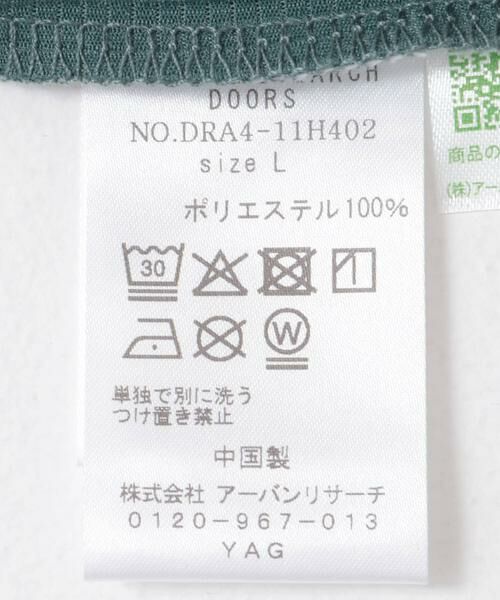 DOORS
NO.DRA4-11H402
size L
ポリエステル100%
30
W
単独で別に洗う
つけ置き禁止
中国製
株式会社 アーバンリサーチ
0120-967-013
YAG
商品の
(株)アー